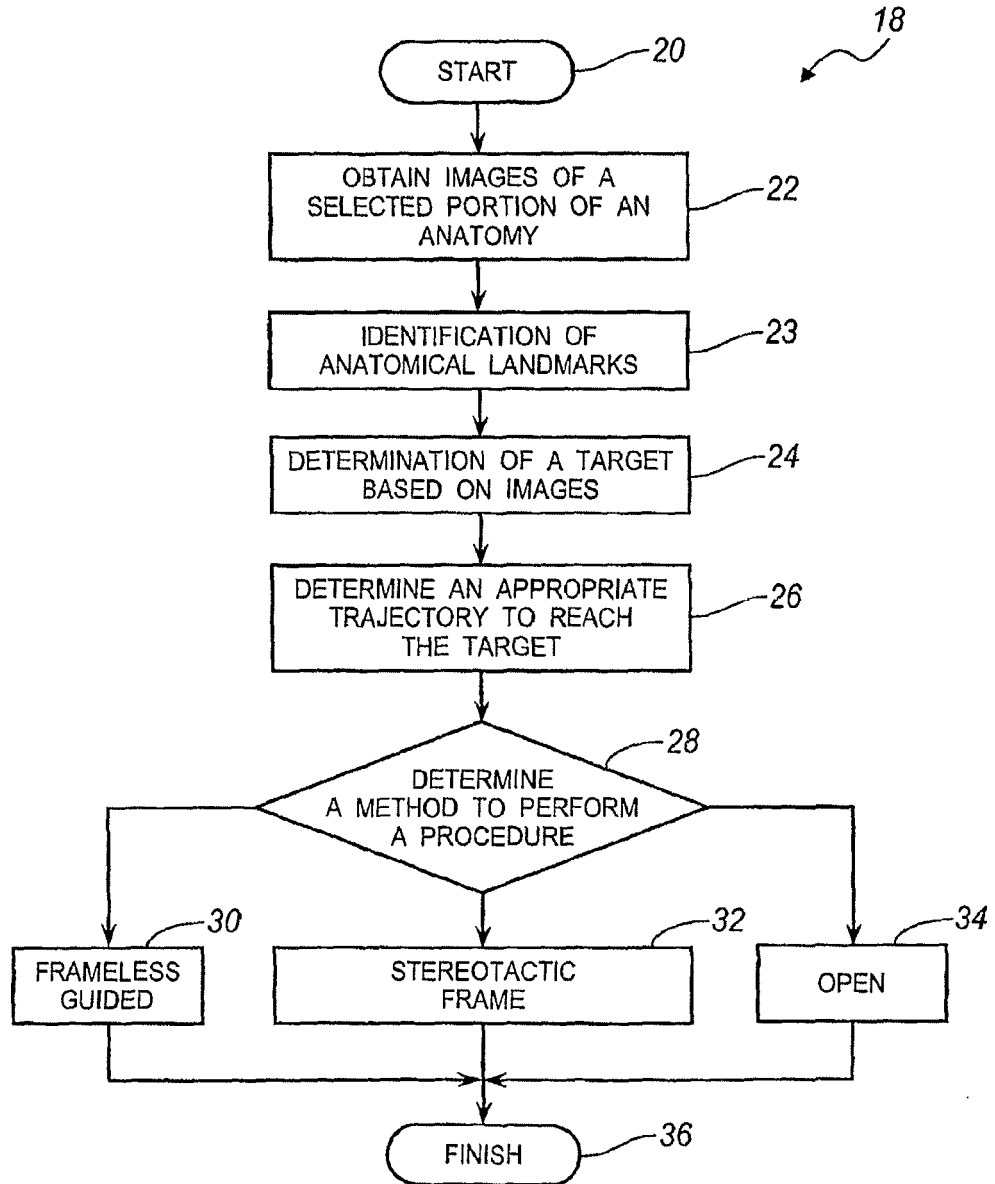 18
START
20
OBTAIN IMAGES OF A
SELECTED PORTION OF AN
ANATOMY
22
IDENTIFICATION OF
ANATOMICAL LANDMARKS
23
DETERMINATION OF A TARGET
BASED ON IMAGES
24
DETERMINE AN APPROPRIATE
TRAJECTORY TO REACH
THE TARGET
26
DETERMINE
A METHOD TO PERFORM
A PROCEDURE
28
FRAMELESS
GUIDED
30
STEREOTACTIC
FRAME
32
OPEN
34
FINISH
36